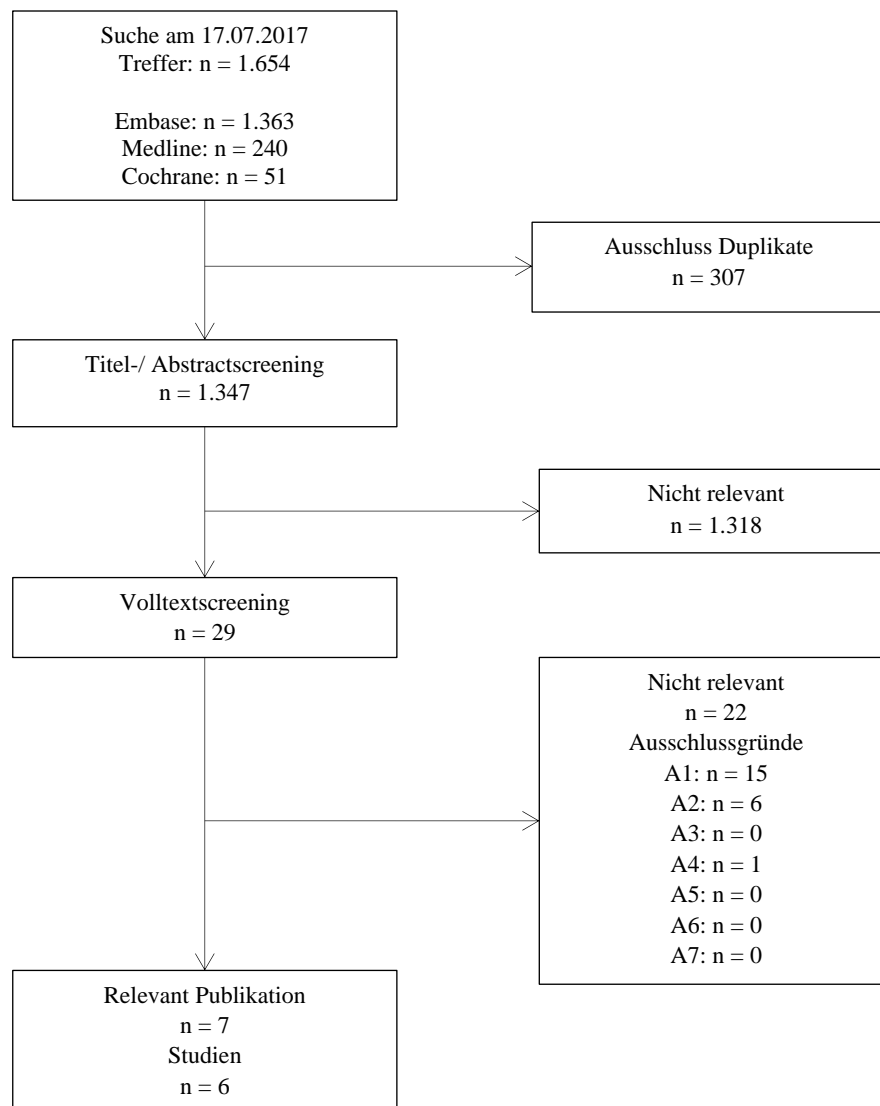 Suche am 17.07.2017
Treffer: n = 1.654
Embase: n = 1.363
Medline: n = 240
Cochrane: n = 51
Ausschluss Duplikate
n = 307
Titel-/ Abstractscreening
n = 1.347
Nicht relevant
n = 1.318
Volltextscreening
n = 29
Nicht relevant
n = 22
Ausschlussgründe
A1: n = 15
A2: n = 6
A3: n = 0
A4: n = 1
A5: n = 0
A6: n = 0
A7: n = 0
Relevant Publikation
n = 7
Studien
n = 6